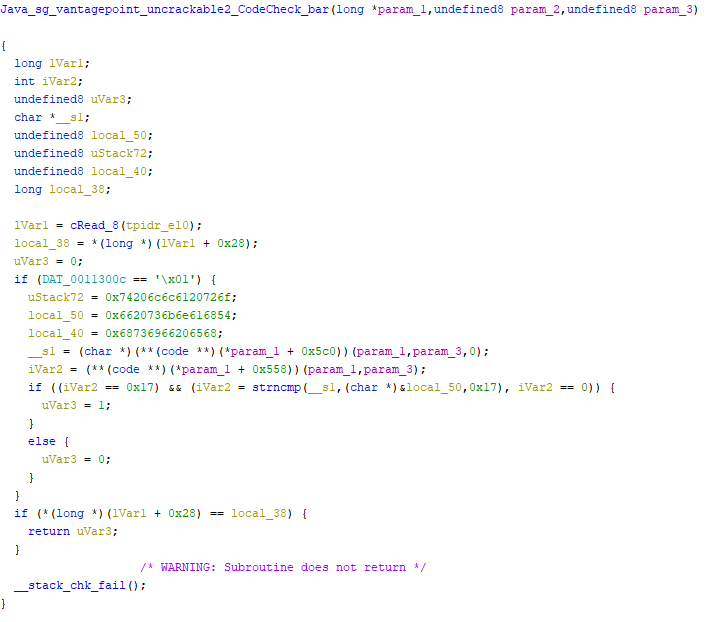 Java_sg_vantagepoint_uncrackable2_CodeCheck_bar(long *param_1,undefined8 param_2,undefined8 param_3)
{
long lVar1;
int iVar2;
undefined8 uVar3;
char *__s1;
undefined8 local_50;
undefined8 uStack72;
undefined8 local_40;
long local_38;
lVar1 = cRead_8(tpidr_el0);
local_38 = *(long *)(lVar1 + 0x28);
uVar3 = 0;
if (DAT_0011300c == '\x01') {
uStack72 = 0x74206c6c6120726f;
local_50 = 0x6620736b6e616854;
local_40 = 0x68736966206568;
__s1 = (char *)(**(code **)(*param_1 + 0x5c0))(param_1,param_3,0);
iVar2 = (**(code **)(*param_1 + 0x558))(param_1,param_3);
if ((iVar2 == 0x17) && (iVar2 = strncmp(__s1,(char *)&local_50,0x17), iVar2 == 0)) {
uVar3 = 1;
}
else {
uVar3 = 0;
}
}
if (*(long *)(lVar1 + 0x28) == local_38) {
return uVar3;
}
/* WARNING: Subroutine does not return */
__stack_chk_fail();
}